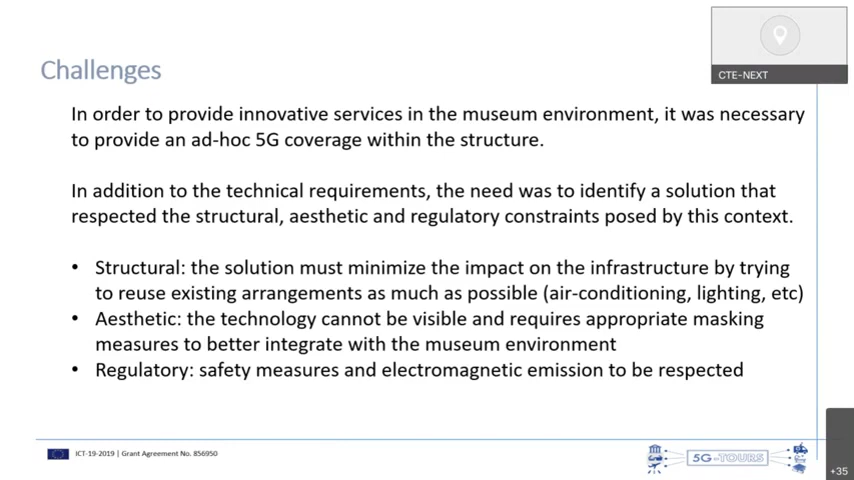 CTE-NEXT
Challenges
In order to provide innovative services in the museum environment, it was necessary
to provide an ad-hoc 5G coverage within the structure.
In addition to the technical requirements, the need was to identify a solution that
respected the structural, aesthetic and regulatory constraints posed by this context.
• Structural: the solution must minimize the impact on the infrastructure by trying
to reuse existing arrangements as much as possible (air-conditioning, lighting, etc)
• Aesthetic: the technology cannot be visible and requires appropriate masking
measures to better integrate with the museum environment
• Regulatory: safety measures and electromagnetic emission to be respected
ICT-19-2019 | Grant Agreement No. 856950
5G-TOURS
+35